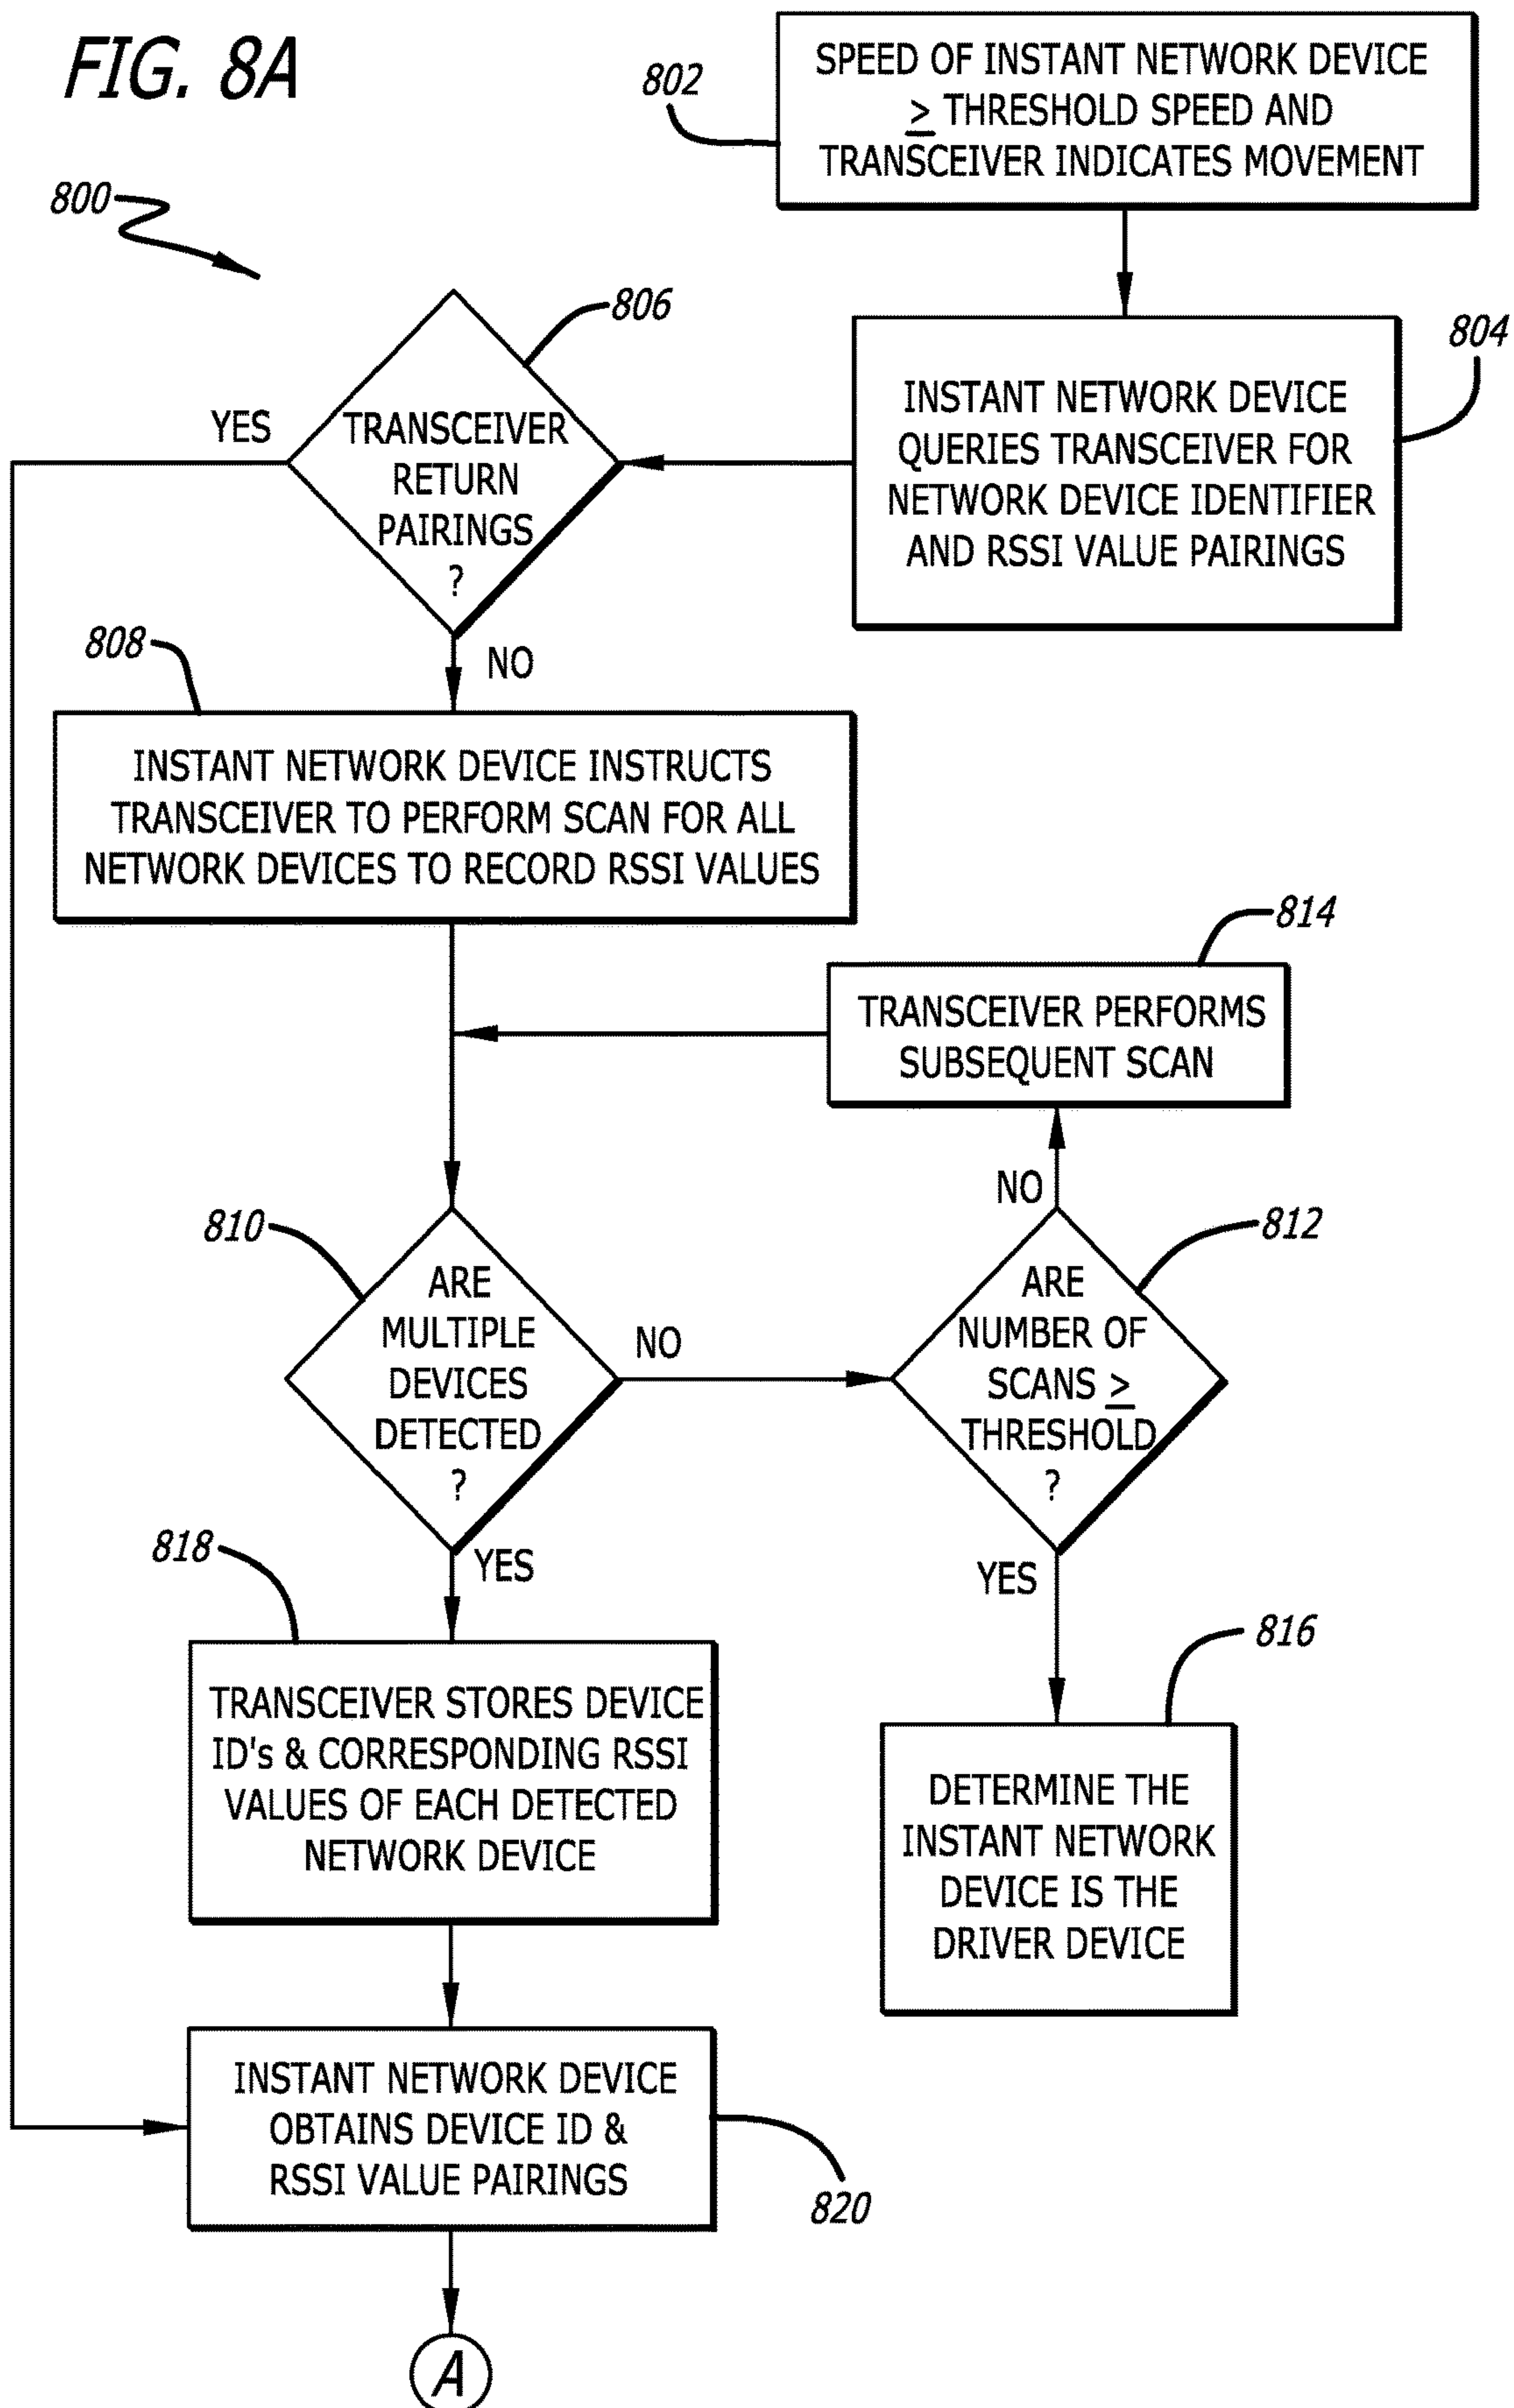 FIG. 8A
802
SPEED OF INSTANT NETWORK DEVICE
≥ THRESHOLD SPEED AND
TRANSCEIVER INDICATES MOVEMENT
800
806
804
INSTANT NETWORK DEVICE
QUERIES TRANSCEIVER FOR
NETWORK DEVICE IDENTIFIER
AND RSSI VALUE PAIRINGS
YES
TRANSCEIVER
RETURN
PAIRINGS
?
NO
808
INSTANT NETWORK DEVICE INSTRUCTS
TRANSCEIVER TO PERFORM SCAN FOR ALL
NETWORK DEVICES TO RECORD RSSI VALUES
814
TRANSCEIVER PERFORMS
SUBSEQUENT SCAN
NO
810
ARE
MULTIPLE
DEVICES
DETECTED
?
NO
812
ARE
NUMBER OF
SCANS ≥
THRESHOLD
?
YES
YES
818
TRANSCEIVER STORES DEVICE
ID's & CORRESPONDING RSSI
VALUES OF EACH DETECTED
NETWORK DEVICE
816
DETERMINE THE
INSTANT NETWORK
DEVICE IS THE
DRIVER DEVICE
INSTANT NETWORK DEVICE
OBTAINS DEVICE ID &
RSSI VALUE PAIRINGS
820
A